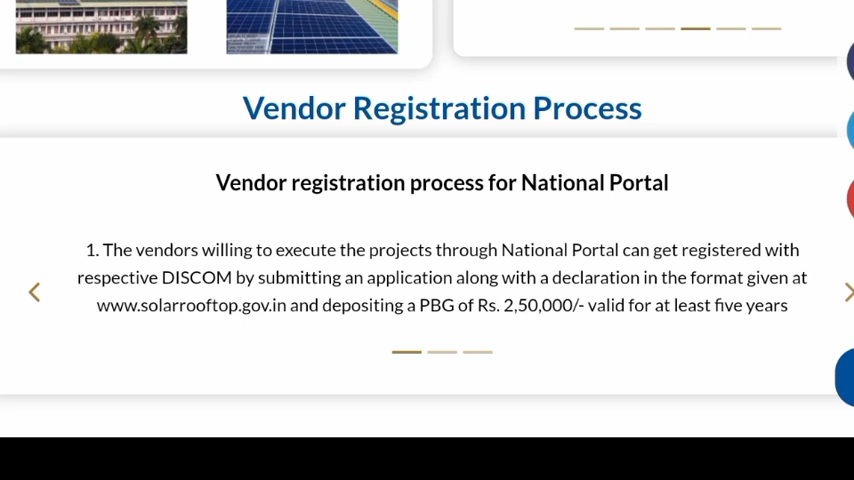 Vendor Registration Process
Vendor registration process for National Portal
1. The vendors willing to execute the projects through National Portal can get registered with
respective DISCOM by submitting an application along with a declaration in the format given at
www.solarrooftop.gov.in and depositing a PBG of Rs. 2,50,000/- valid for at least five years